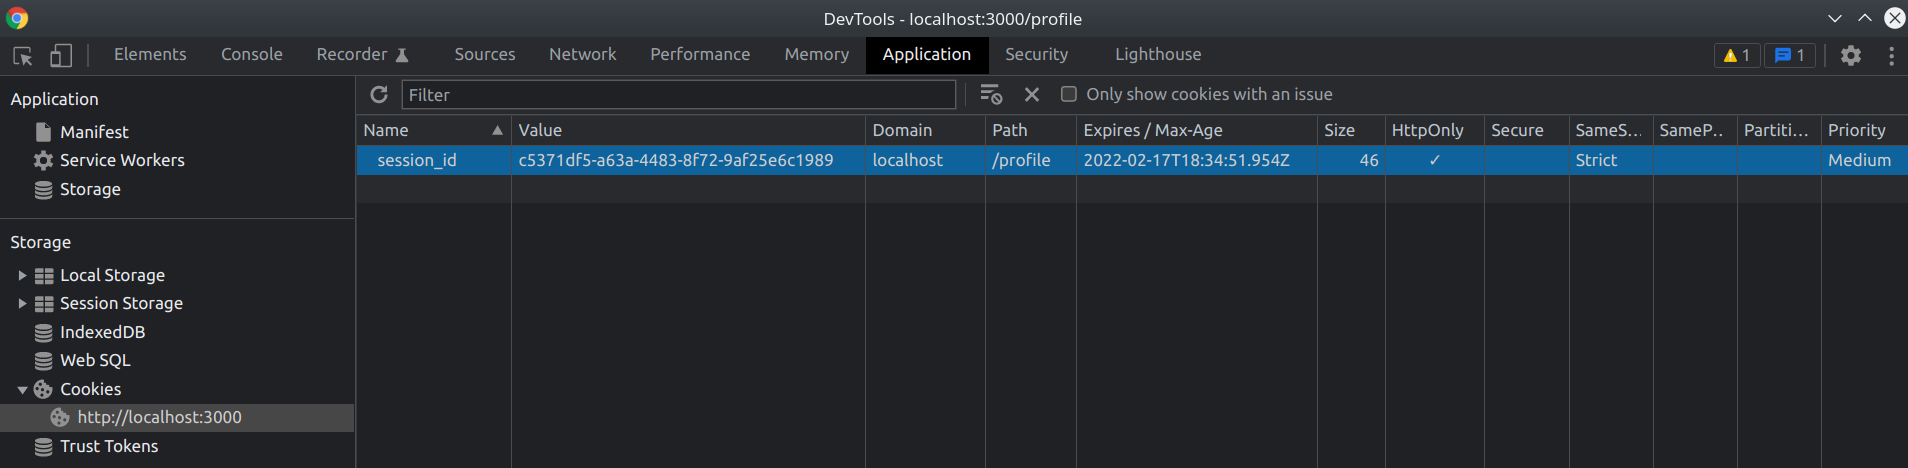 DevTools - localhost:3000/profile
Elements Console Recorder Sources Network Performance Memory Application Security Lighthouse 1 1
Application
Manifest
Service Workers
Storage
Storage
Local Storage
Session Storage
IndexedDB
Web SQL
Cookies
http://localhost:3000
Trust Tokens
Filter Only show cookies with an issue
Name Value Domain Path Expires / Max-Age Size HttpOnly Secure SameS... SameP.. Partiti... Priority
session_id c5371df5-a63a-4483-8f72-9af25e6c1989 localhost /profile 2022-02-17T18:34:51.954Z 46 ✓ Strict Medium